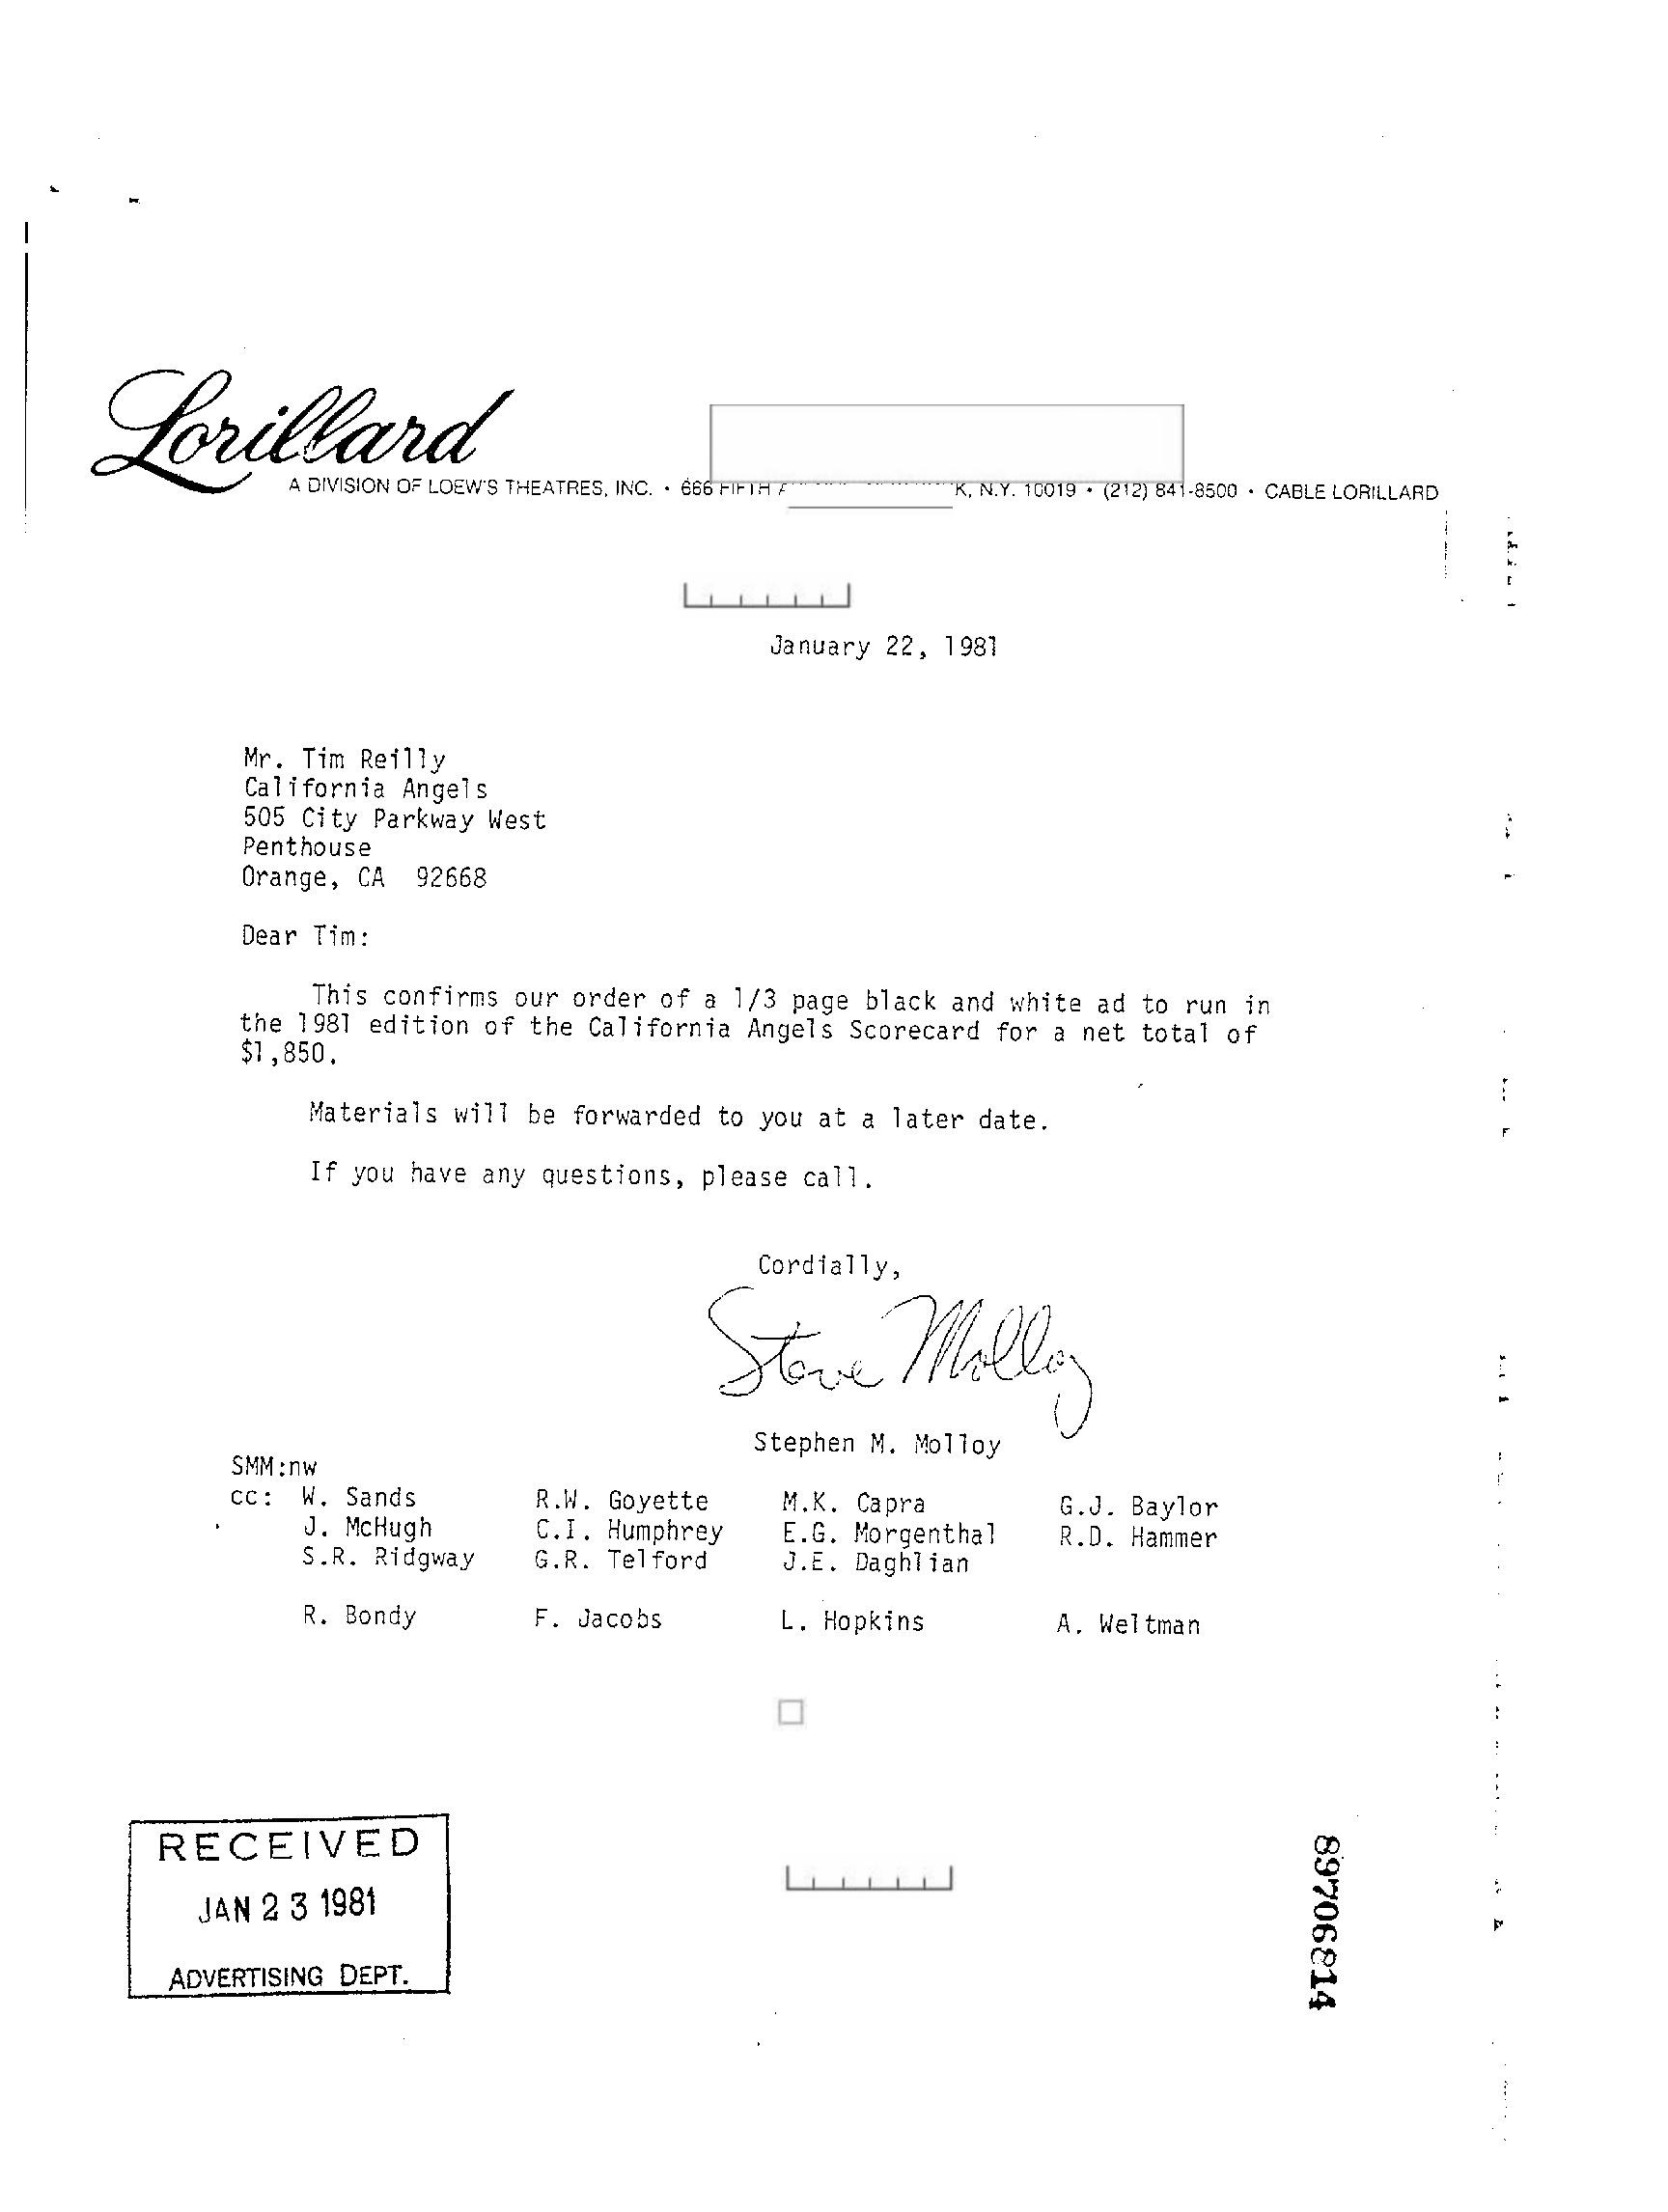 Lorillard
A DIVISION OF LOEW'S THEATRES, INC. • 666 FIFTH K, N.Y. 10019 • (212) 841-8500 • CABLE LORILLARD
January 22, 1981
Mr. Tim Reilly
California Angels
505 City Parkway West
Penthouse
Orange, CA 92668
Dear Tim:
This confirms our order of a 1/3 page black and white ad to run in
the 1981 edition of the California Angels Scorecard for a net total of
$1,850.
Materials will be forwarded to you at a later date.
If you have any questions, please call.
Cordially,
Steve Molloy
Stephen M. Molloy
SMM:nw
cc: W. Sands R.W. Goyette M.K. Capra G.J. Baylor
J. McHugh C.I. Humphrey E.G. Morgenthal R.D. Hammer
S.R. Ridgway G.R. Telford J.E. Daghlian
R. Bondy F. Jacobs L. Hopkins A. Weltman
RECEIVED
JAN 23 1981
ADVERTISING DEPT.
89706814